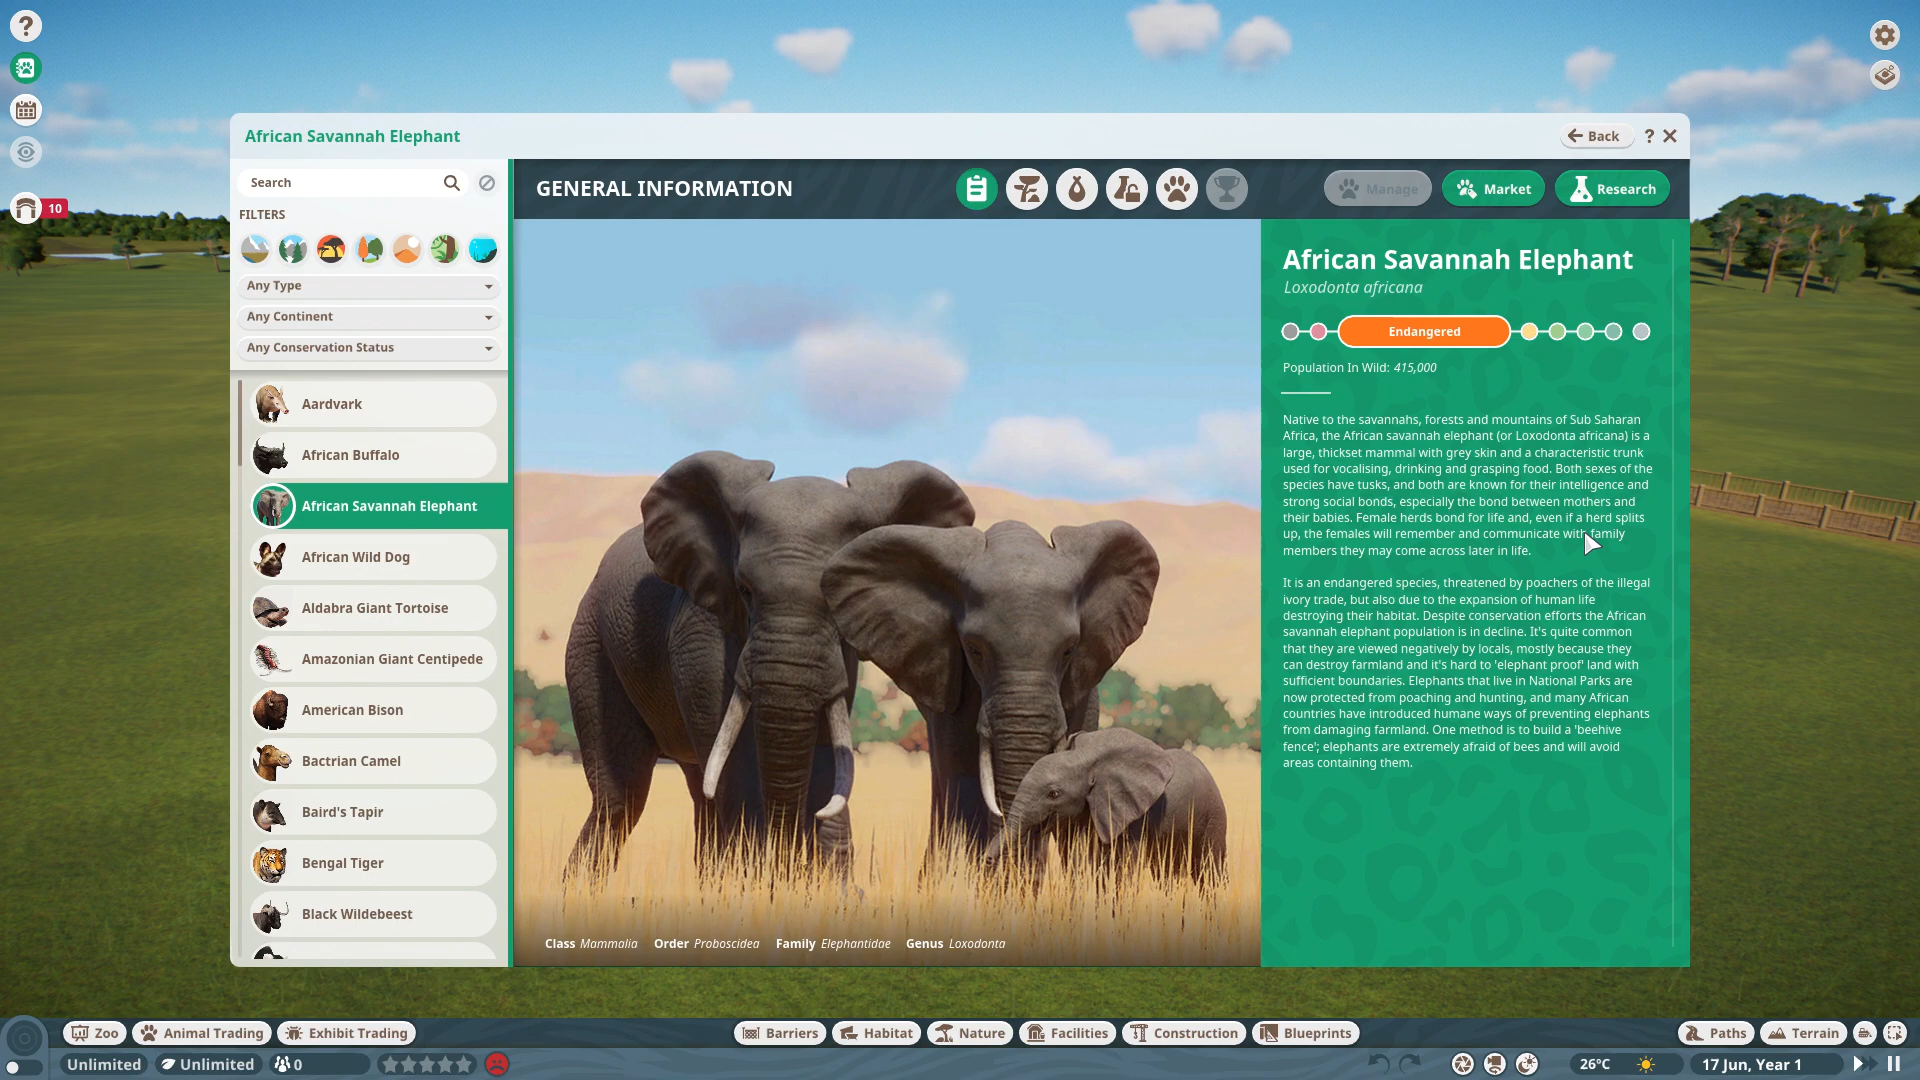 ?
10
African Savannah Elephant
Back
?
Search
FILTERS
Any Type
Any Continent
Any Conservation Status
Aardvark
African Buffalo
African Savannah Elephant
African Wild Dog
Aldabra Giant Tortoise
Amazonian Giant Centipede
American Bison
Bactrian Camel
Baird's Tapir
Bengal Tiger
Black Wildebeest
GENERAL INFORMATION
Manage
Market
Research
Class Mammalia Order Proboscidea Family Elephantidae Genus Loxodonta
African Savannah Elephant
Loxodonta africana
Endangered
Population In Wild: 415,000
Native to the savannahs, forests and mountains of Sub Saharan
Africa, the African savannah elephant (or Loxodonta africana) is a
large, thickset mammal with grey skin and a characteristic trunk
used for vocalising, drinking and grasping food. Both sexes of the
species have tusks, and both are known for their intelligence and
strong social bonds, especially the bond between mothers and
their babies. Female herds bond for life and, even if a herd splits
up, the females will remember and communicate with family
members they may come across later in life.
It is an endangered species, threatened by poachers of the illegal
ivory trade, but also due to the expansion of human life
destroying their habitat. Despite conservation efforts the African
savannah elephant population is in decline. It's quite common
that they are viewed negatively by locals, mostly because they
can destroy farmland and it's hard to 'elephant proof' land with
sufficient boundaries. Elephants that live in National Parks are
now protected from poaching and hunting, and many African
countries have introduced humane ways of preventing elephants
from damaging farmland. One method is to build a 'beehive
fence'; elephants are extremely afraid of bees and will avoid
areas containing them.
Zoo
Animal Trading
Exhibit Trading
Barriers
Habitat
Nature
Facilities
Construction
Blueprints
Paths
Terrain
Unlimited
Unlimited
0
26°C
17 Jun, Year 1